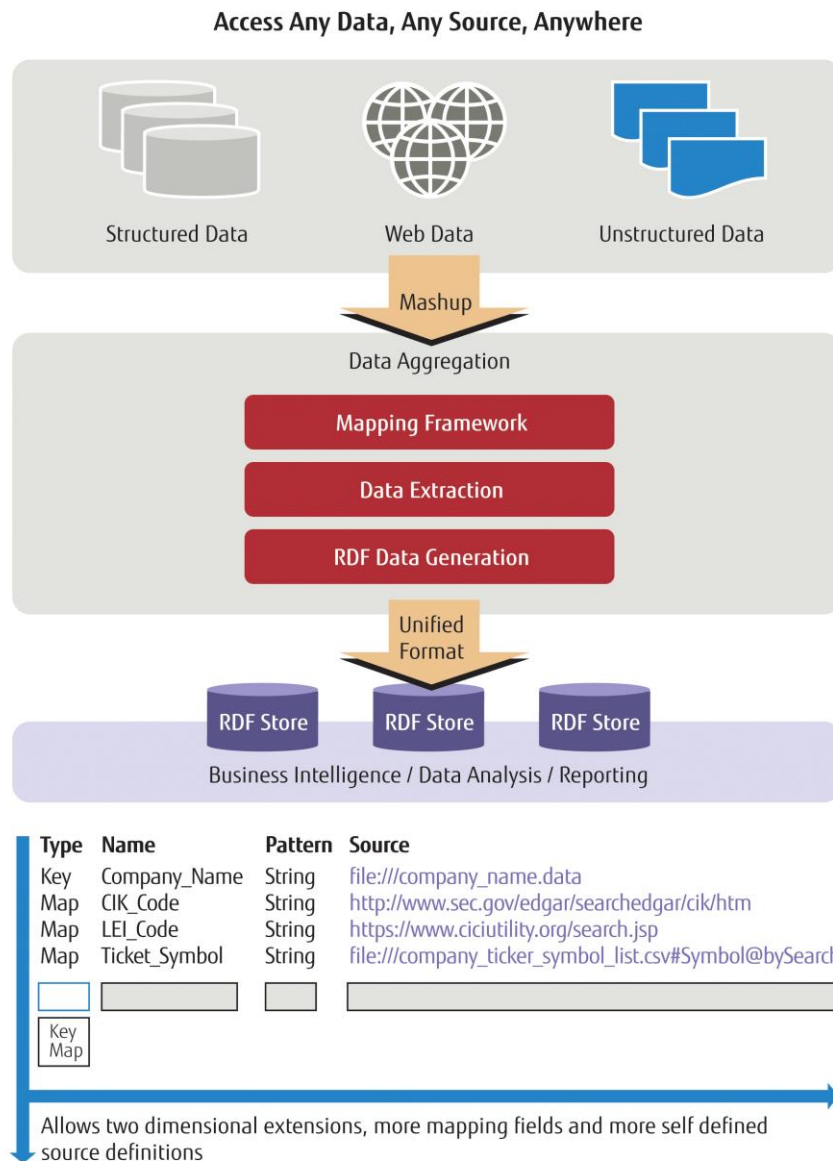 Access Any Data, Any Source, Anywhere
Structured Data
Web Data
Unstructured Data
Mashup
Data Aggregation
Mapping Framework
Data Extraction
RDF Data Generation
Unified
Format
RDF Store
RDF Store
RDF Store
Business Intelligence / Data Analysis / Reporting
Type Name Pattern Source
Key Company_Name String file:///company_name.data
Map CIK_Code String http://www.sec.gov/edgar/searchedgar/cik/htm
Map LEI_Code String https://www.ciciutility.org/search.jsp
Map Ticket_Symbol String file:///company_ticker_symbol_list.csv#Symbol@bySearch
Key
Map
Allows two dimensional extensions, more mapping fields and more self defined
source definitions